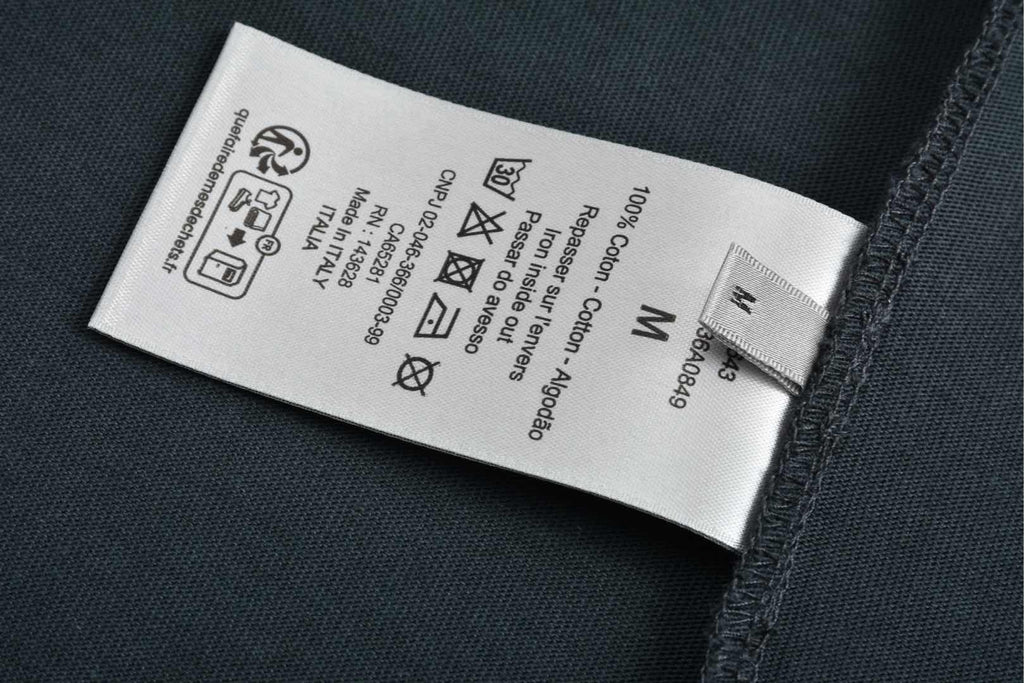 36A0849
M
M
100% Coton - Cotton - Algodão
Repasser sur l'envers
Iron inside out
Passar do avesso
30
CNPJ 02-046-366/0003-99
CA65281
RN : 143628
Made in ITALY
ITALIA
FR
quefairedemesdechets.fr